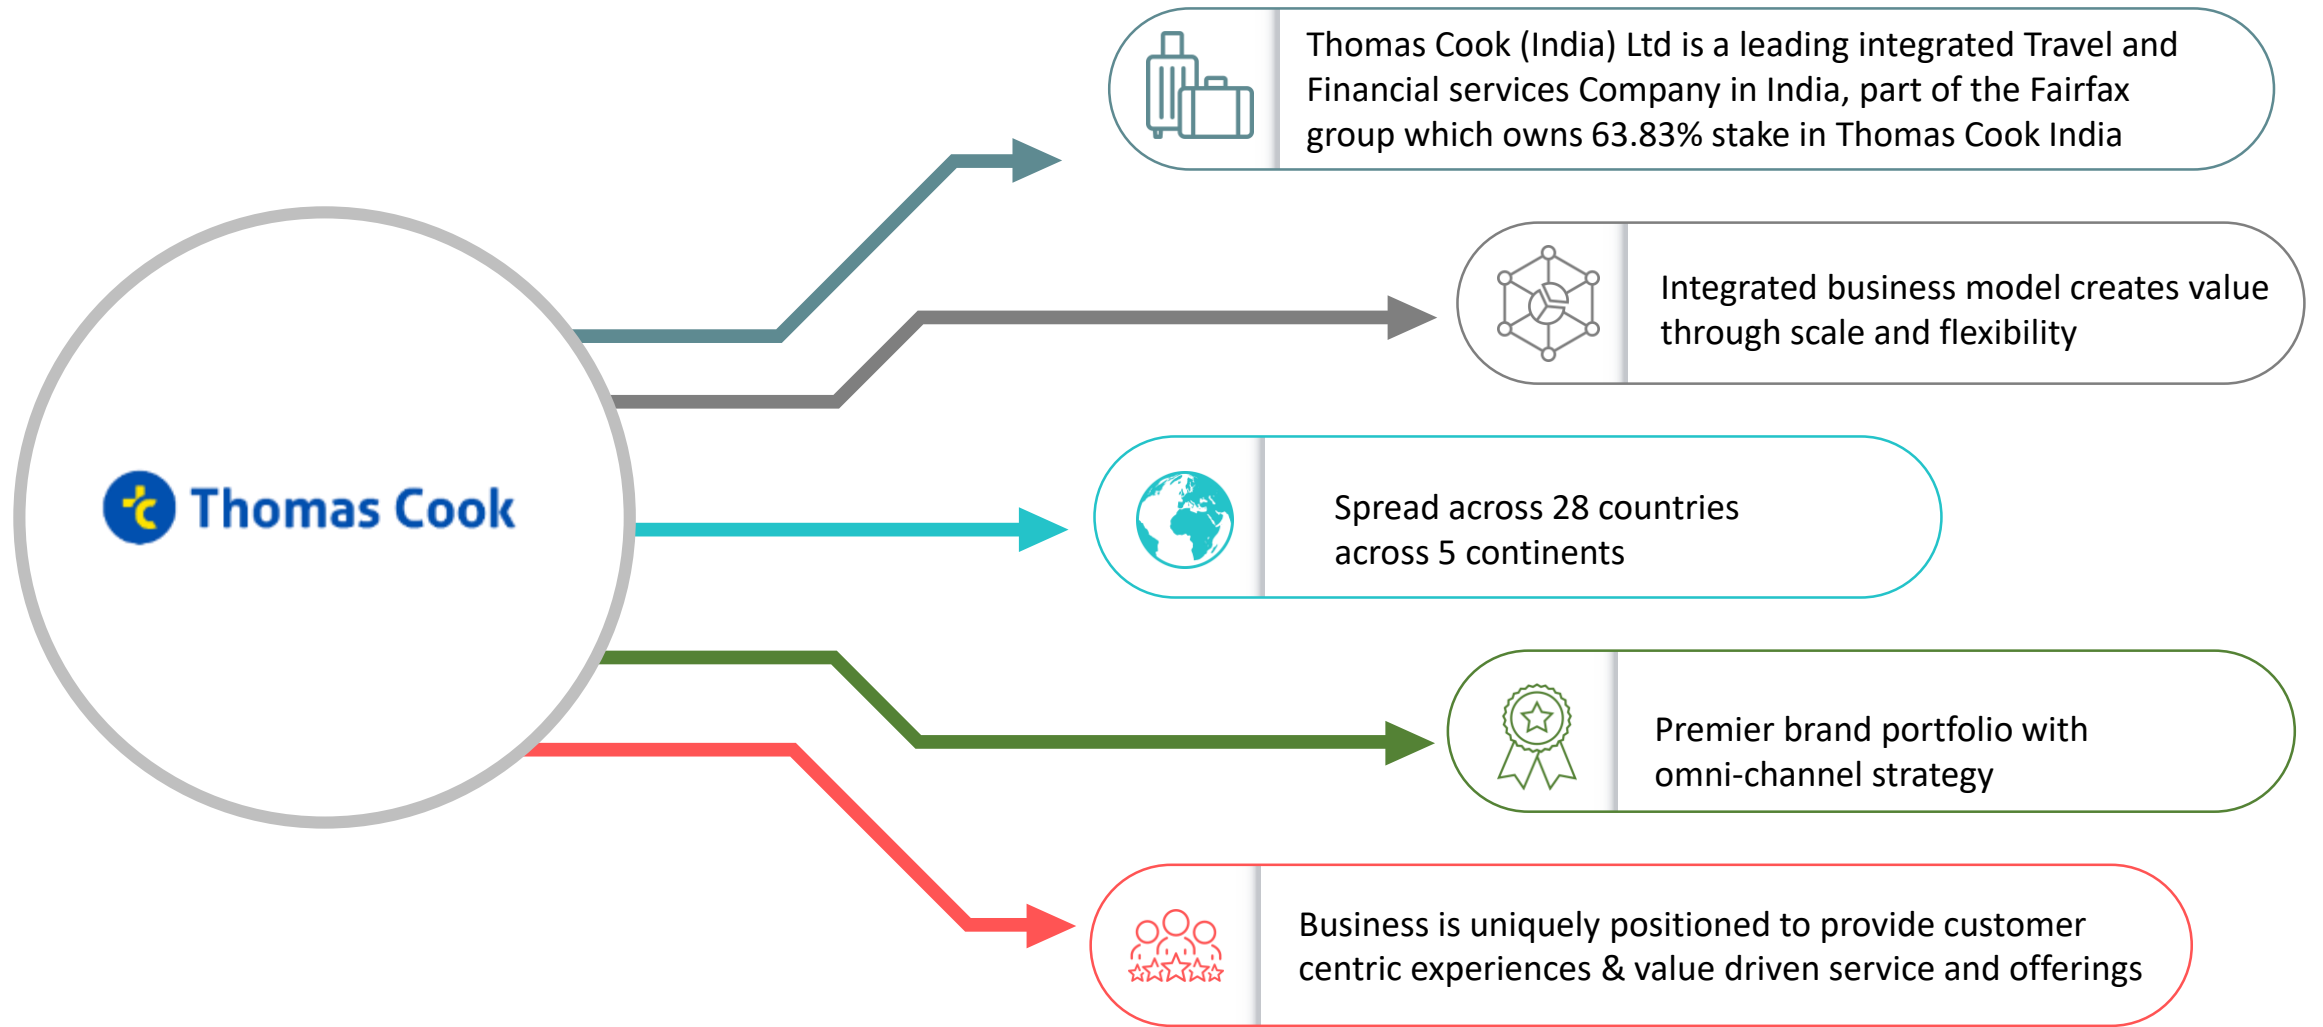 Thomas Cook (India) Ltd is a leading integrated Travel and
Financial services Company in India, part of the Fairfax
group which owns 63.83% stake in Thomas Cook India
Integrated business model creates value
through scale and flexibility
tc Thomas Cook
Spread across 28 countries
across 5 continents
Premier brand portfolio with
omni-channel strategy
Business is uniquely positioned to provide customer
centric experiences & value driven service and offerings